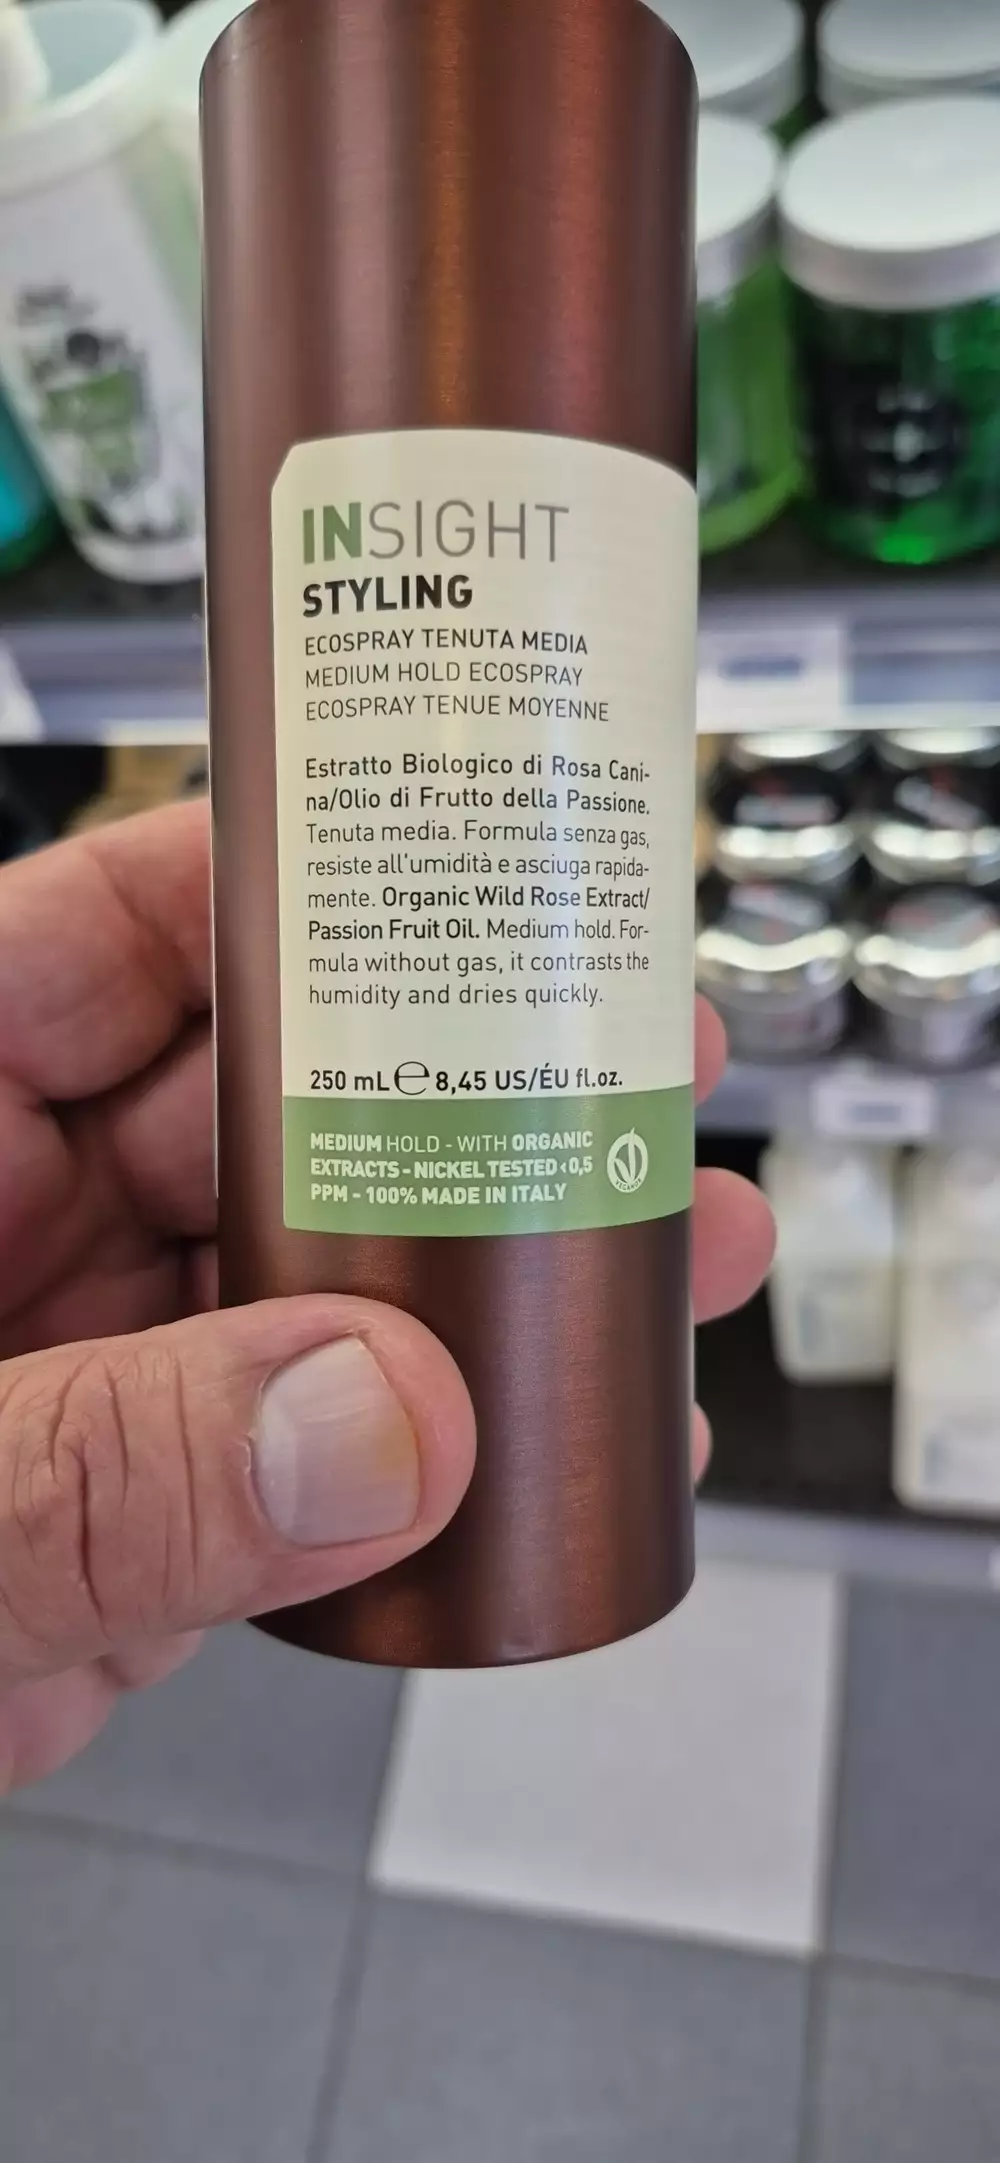 INSIGHT
STYLING
ECOSPRAY TENUTA MEDIA
MEDIUM HOLD ECOSPRAY
ECOSPRAY TENUE MOYENNE
Estratto Biologico di Rosa Cani-
na/Olio di Frutto della Passione.
Tenuta media. Formula senza gas,
resiste all'umidità e asciuga rapida-
mente. Organic Wild Rose Extract/
Passion Fruit Oil. Medium hold. For-
mula without gas, it contrasts the
humidity and dries quickly.
250 mL℮8,45 US/ÉU fl.oz.
MEDIUM HOLD - WITH ORGANIC
EXTRACTS - NICKEL TESTED <0,5
PPM - 100% MADE IN ITALY
VEGANOK